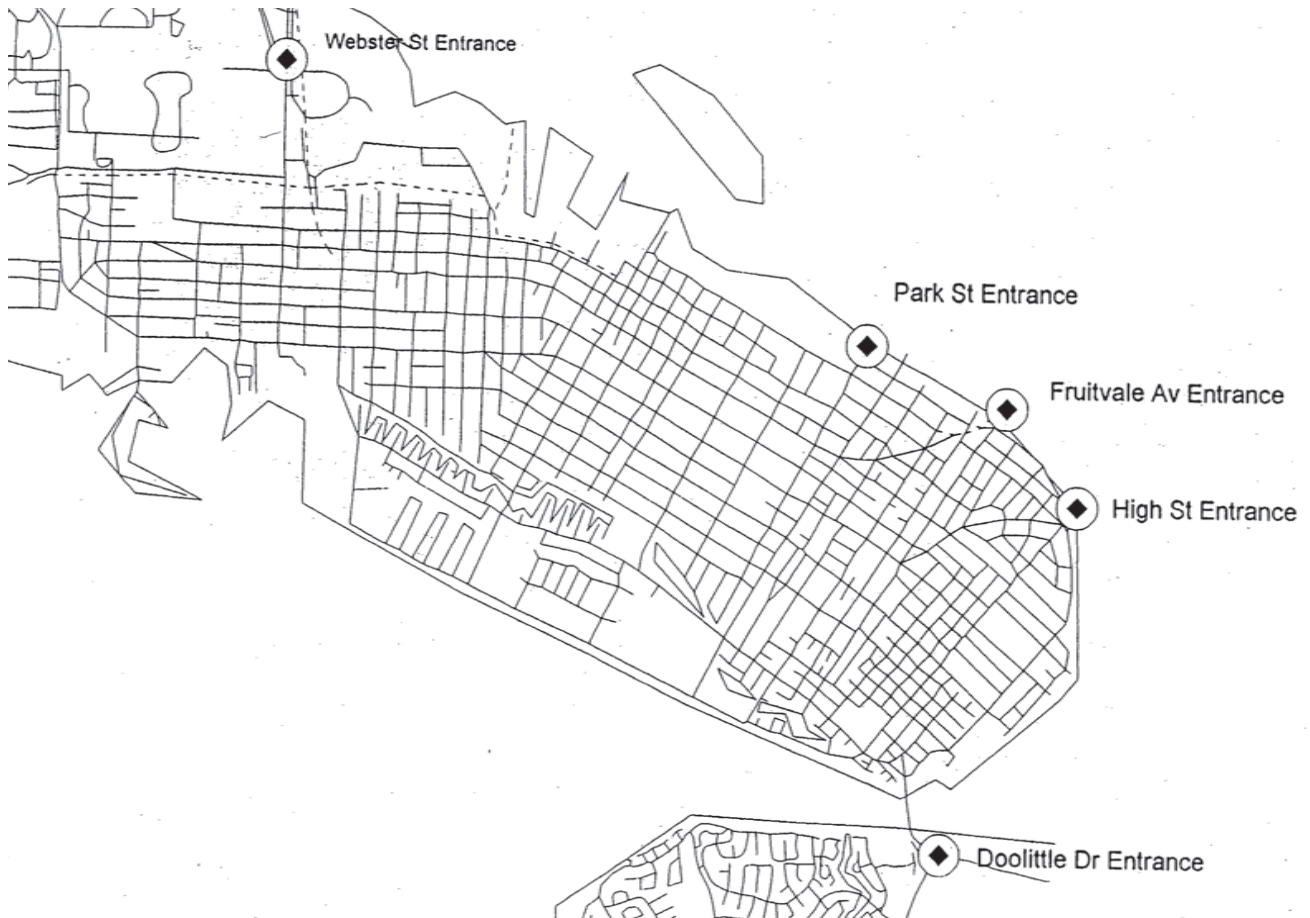 Webster St Entrance
Park St Entrance
Fruitvale Av Entrance
High St Entrance
Doolittle Dr Entrance